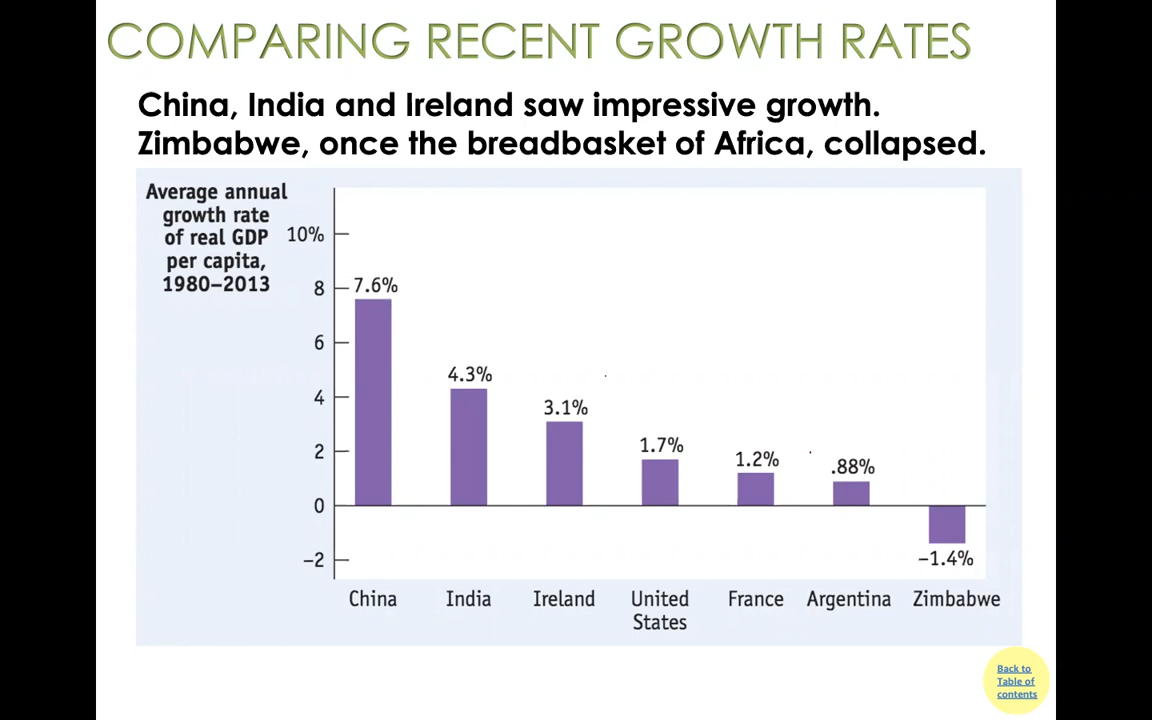 COMPARING RECENT GROWTH RATES
China, India and Ireland saw impressive growth.
Zimbabwe, once the breadbasket of Africa, collapsed.
Average annual
growth rate
of real GDP
per capita,
1980–2013
10%
8
6
4
2
0
–2
7.6%
4.3%
3.1%
1.7%
1.2%
.88%
–1.4%
China
India
Ireland
United
States
France
Argentina
Zimbabwe
Back to
Table of
contents